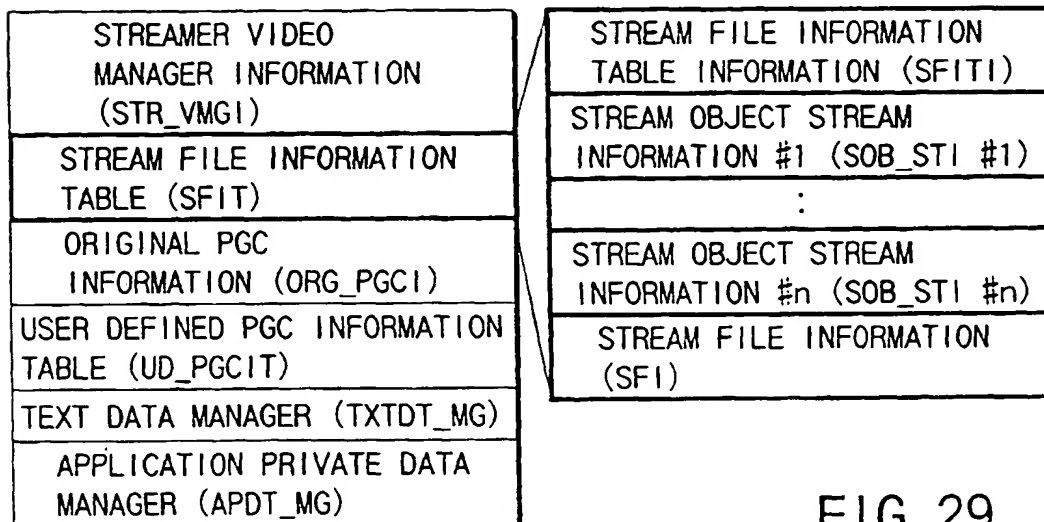 STREAMER VIDEO
MANAGER INFORMATION
(STR_VMGI)
STREAM FILE INFORMATION
TABLE (SFIT)
ORIGINAL PGC
INFORMATION (ORG_PGCI)
USER DEFINED PGC INFORMATION
TABLE (UD_PGCIT)
TEXT DATA MANAGER (TXTDT_MG)
APPLICATION PRIVATE DATA
MANAGER (APDT_MG)
STREAM FILE INFORMATION
TABLE INFORMATION (SFITI)
STREAM OBJECT STREAM
INFORMATION #1 (SOB_STI #1)
:
STREAM OBJECT STREAM
INFORMATION #n (SOB_STI #n)
STREAM FILE INFORMATION
(SFI)
FIG. 29